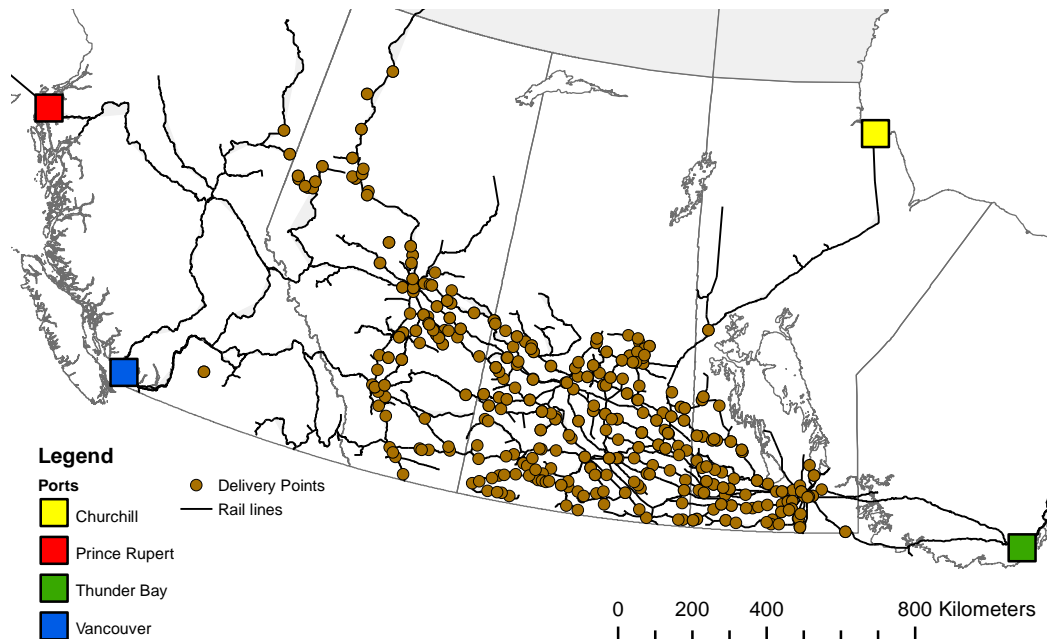 Legend
Ports
Churchill
Prince Rupert
Thunder Bay
Vancouver
Delivery Points
Rail lines
0 200 400 800 Kilometers